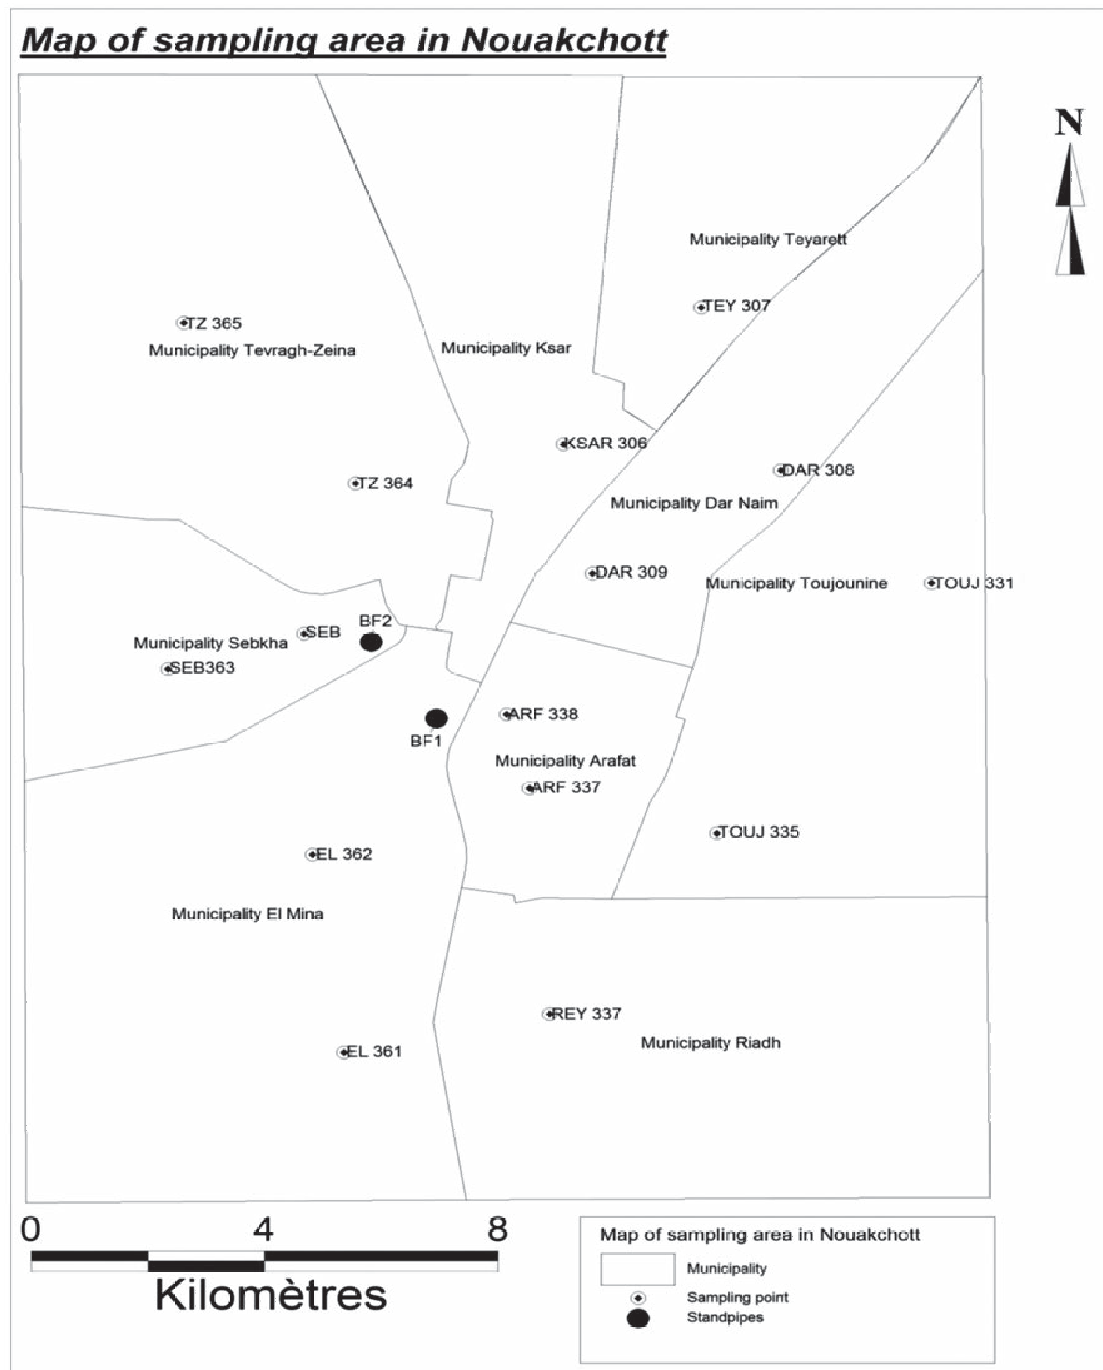 Map of sampling area in Nouakchott
N
Municipality Teyarett
TEY 307
TZ 365
Municipality Tevragh-Zeina
Municipality Ksar
KSAR 306
DAR 308
TZ 364
Municipality Dar Naim
DAR 309
Municipality Toujounine
TOUJ 331
BF2
SEB
Municipality Sebkha
SEB363
ARF 338
BF1
Municipality Arafat
ARF 337
TOUJ 335
EL 362
Municipality El Mina
REY 337
Municipality Riadh
EL 361
0 4 8
Kilomètres
Map of sampling area in Nouakchott
Municipality
Sampling point
Standpipes